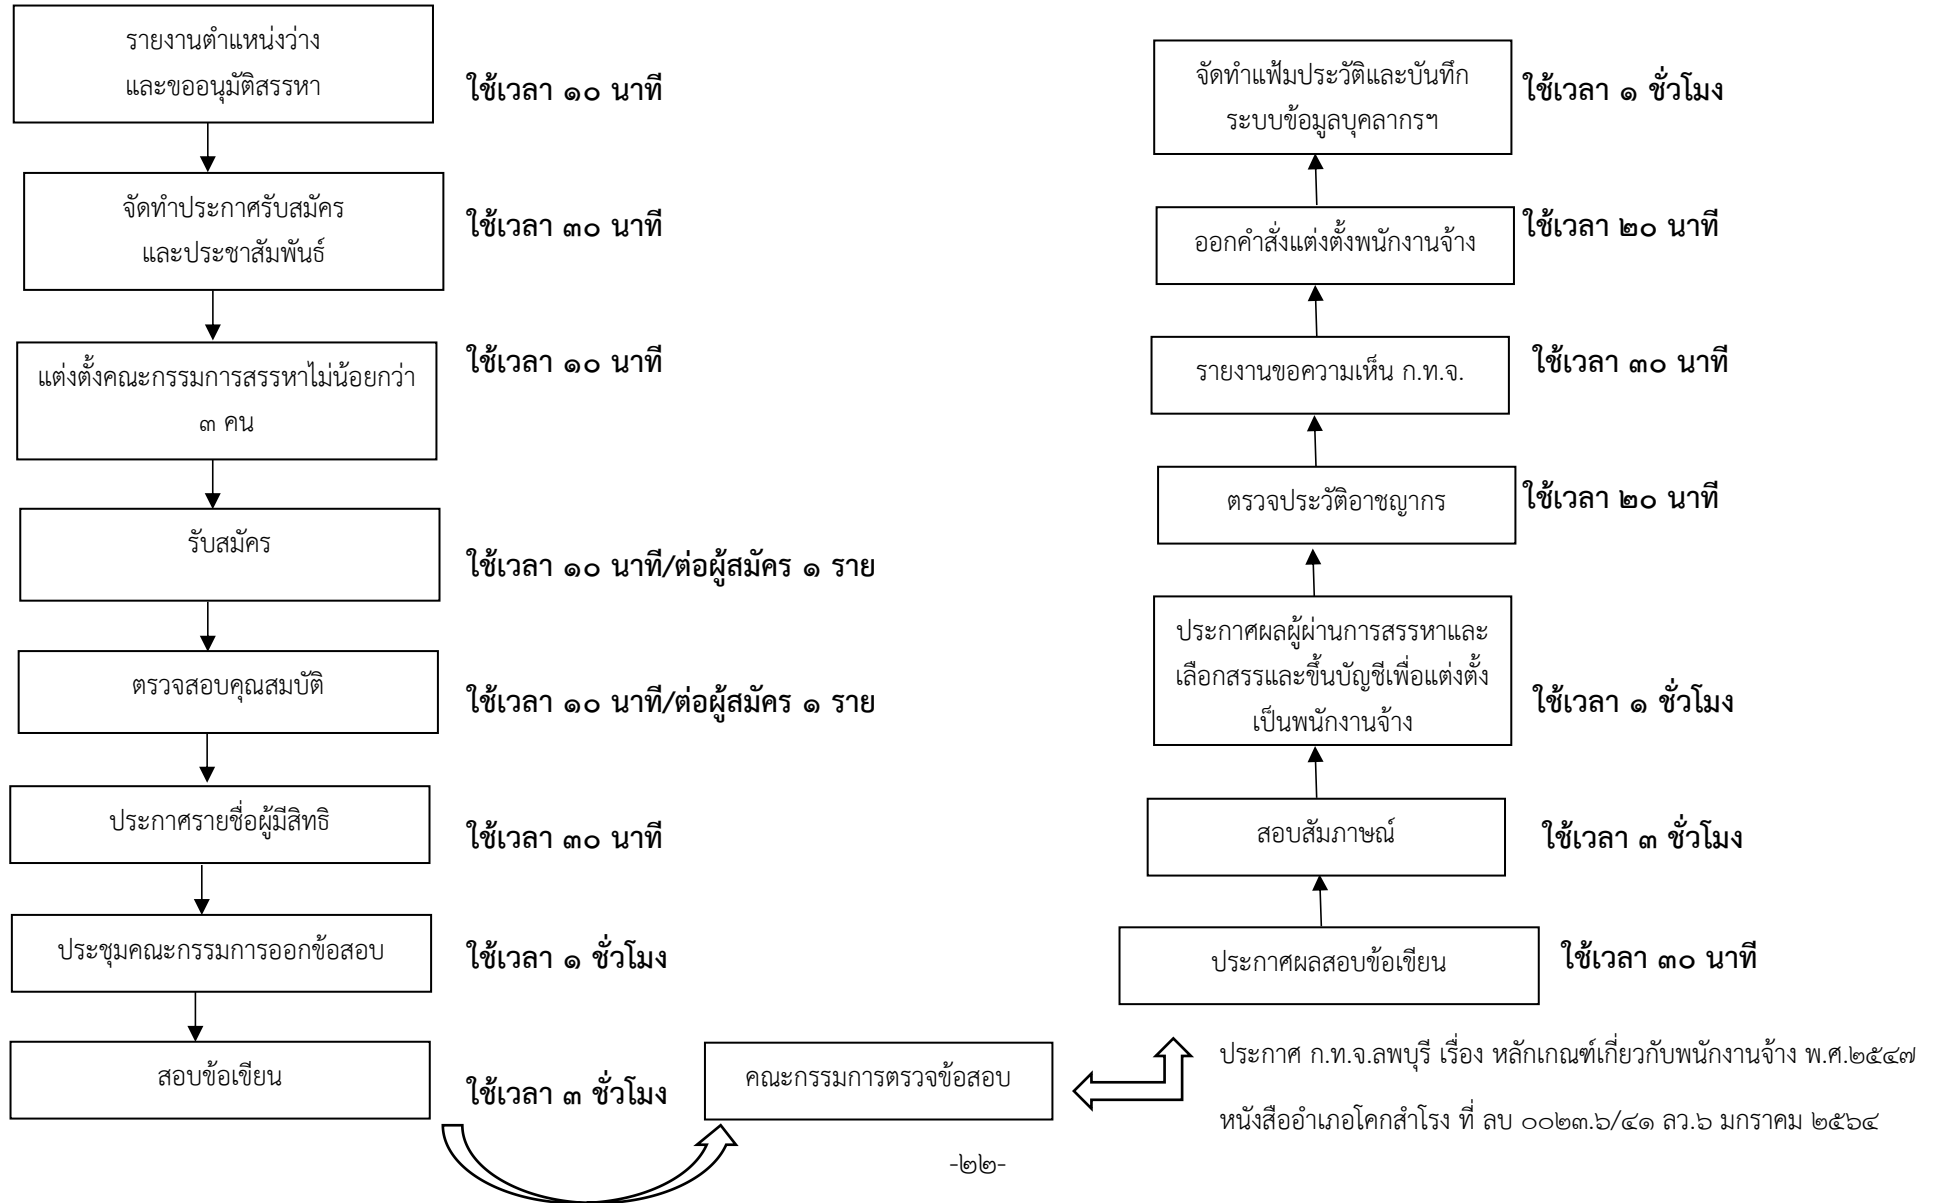 รายงานตำแหน่งว่าง
และขออนุมัติสรรหา
ใช้เวลา ๑๐ นาที
จัดทำประกาศรับสมัคร
และประชาสัมพันธ์
ใช้เวลา ๓๐ นาที
แต่งตั้งคณะกรรมการสรรหาไม่น้อยกว่า
๓ คน
ใช้เวลา ๑๐ นาที
รับสมัคร
ใช้เวลา ๑๐ นาที/ต่อผู้สมัคร ๑ ราย
ตรวจสอบคุณสมบัติ
ใช้เวลา ๑๐ นาที/ต่อผู้สมัคร ๑ ราย
ประกาศรายชื่อผู้มีสิทธิ
ใช้เวลา ๓๐ นาที
ประชุมคณะกรรมการออกข้อสอบ
ใช้เวลา ๑ ชั่วโมง
สอบข้อเขียน
ใช้เวลา ๓ ชั่วโมง
คณะกรรมการตรวจข้อสอบ
ประกาศผลสอบข้อเขียน
ใช้เวลา ๓๐ นาที
สอบสัมภาษณ์
ใช้เวลา ๓ ชั่วโมง
ประกาศผลผู้ผ่านการสรรหาและ
เลือกสรรและขึ้นบัญชีเพื่อแต่งตั้ง
เป็นพนักงานจ้าง
ใช้เวลา ๑ ชั่วโมง
ตรวจประวัติอาชญากร
ใช้เวลา ๒๐ นาที
รายงานขอความเห็น ก.ท.จ.
ใช้เวลา ๓๐ นาที
ออกคำสั่งแต่งตั้งพนักงานจ้าง
ใช้เวลา ๒๐ นาที
จัดทำแฟ้มประวัติและบันทึก
ระบบข้อมูลบุคลากรฯ
ใช้เวลา ๑ ชั่วโมง
ประกาศ ก.ท.จ.ลพบุรี เรื่อง หลักเกณฑ์เกี่ยวกับพนักงานจ้าง พ.ศ.๒๕๔๗
หนังสืออำเภอโคกสำโรง ที่ ลบ ๐๐๒๓.๖/๔๑ ลว.๖ มกราคม ๒๕๖๔
-๒๒-